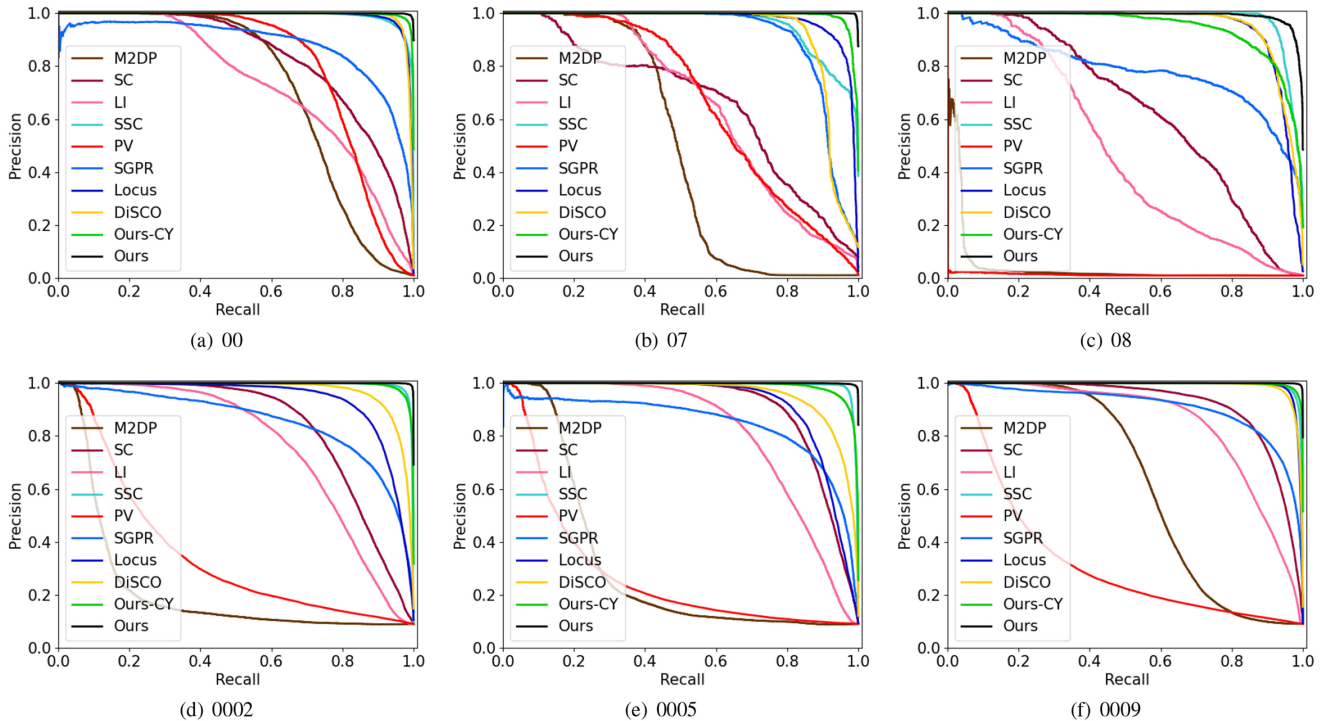 1.0
0.8
0.6
0.4
0.2
0.0
Precision
M2DP
SC
LI
SSC
PV
SGPR
Locus
DiSCO
Ours-CY
Ours
0.0 0.2 0.4 0.6 0.8 1.0
Recall
(a) 00
1.0
0.8
0.6
0.4
0.2
0.0
Precision
M2DP
SC
LI
SSC
PV
SGPR
Locus
DiSCO
Ours-CY
Ours
0.0 0.2 0.4 0.6 0.8 1.0
Recall
(b) 07
1.0
0.8
0.6
0.4
0.2
0.0
Precision
M2DP
SC
LI
SSC
PV
SGPR
Locus
DiSCO
Ours-CY
Ours
0.0 0.2 0.4 0.6 0.8 1.0
Recall
(c) 08
1.0
0.8
0.6
0.4
0.2
0.0
Precision
M2DP
SC
LI
SSC
PV
SGPR
Locus
DiSCO
Ours-CY
Ours
0.0 0.2 0.4 0.6 0.8 1.0
Recall
(d) 0002
1.0
0.8
0.6
0.4
0.2
0.0
Precision
M2DP
SC
LI
SSC
PV
SGPR
Locus
DiSCO
Ours-CY
Ours
0.0 0.2 0.4 0.6 0.8 1.0
Recall
(e) 0005
1.0
0.8
0.6
0.4
0.2
0.0
Precision
M2DP
SC
LI
SSC
PV
SGPR
Locus
DiSCO
Ours-CY
Ours
0.0 0.2 0.4 0.6 0.8 1.0
Recall
(f) 0009